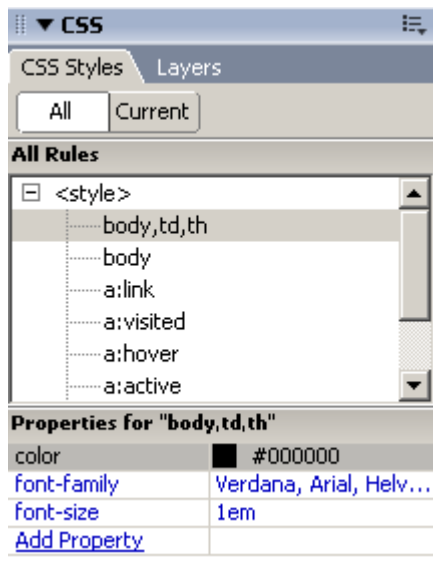 CSS
CSS Styles Layers
All Current
All Rules
<style>
body,td,th
body
a:link
a:visited
a:hover
a:active
Properties for "body,td,th"
color #000000
font-family Verdana, Arial, Helv...
font-size 1em
Add Property